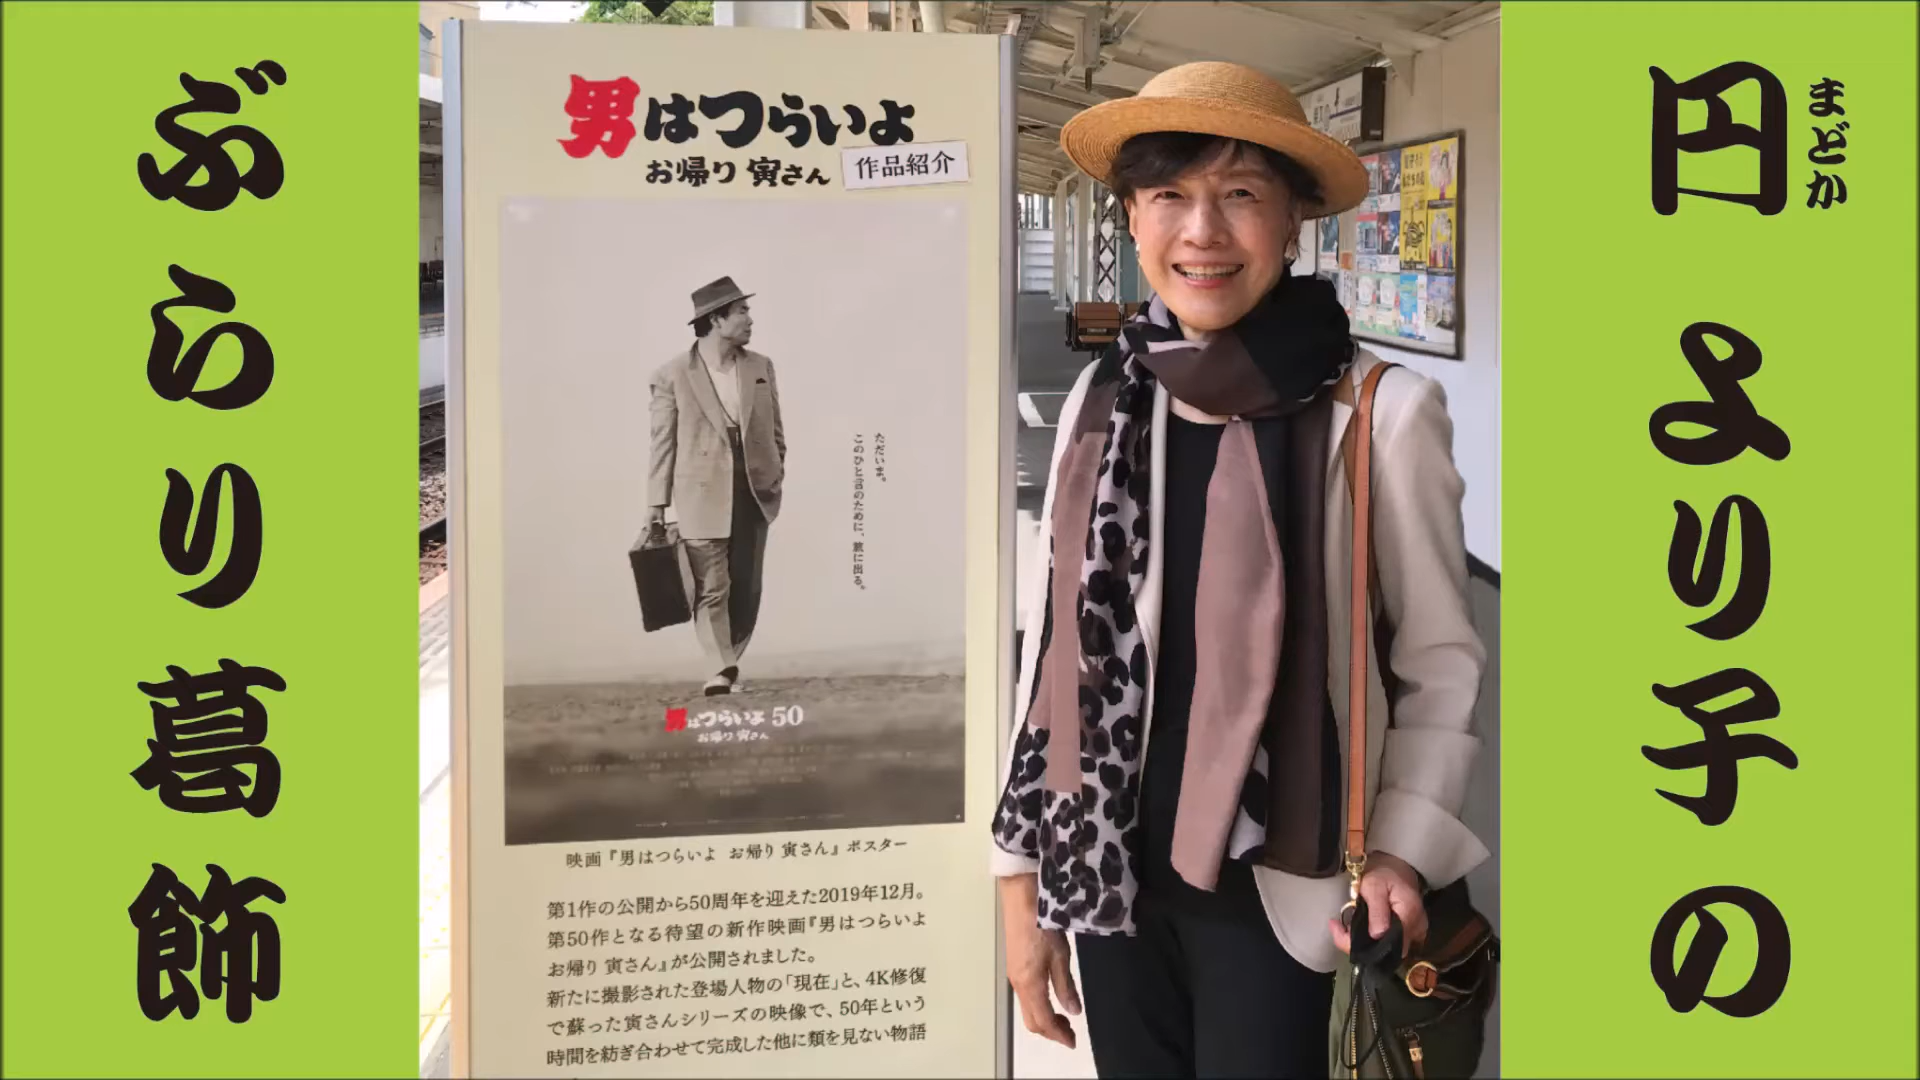 円 より子の
まどか
ぶらり葛飾
男はつらいよ
お帰り 寅さん
作品紹介
ただいま。
このひと言のために、旅に出る。
男はつらいよ 50
お帰り 寅さん
映画『男はつらいよ お帰り 寅さん』ポスター
第1作の公開から50周年を迎えた2019年12月。
第50作となる待望の新作映画『男はつらいよ
お帰り 寅さん』が公開されました。
新たに撮影された登場人物の「現在」と、4K修復
で蘇った寅さんシリーズの映像で、50年という
時間を紡ぎ合わせて完成した他に類を見ない物語